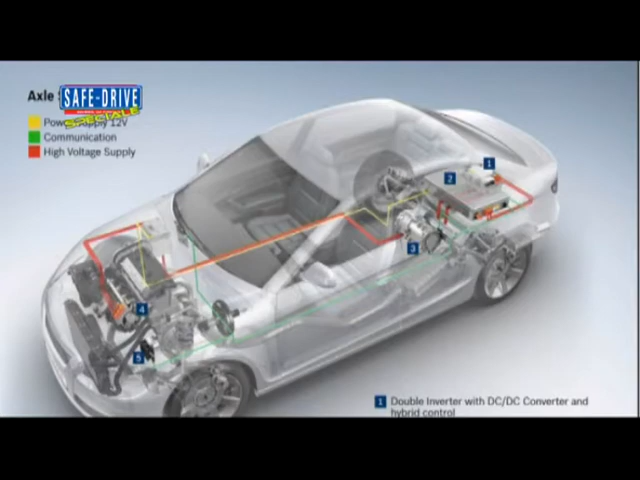 Axle
SAFE-DRIVE
SPECIALE
Power Supply 12V
Communication
High Voltage Supply
1
2
3
4
5
1 Double Inverter with DC/DC Converter and
hybrid control